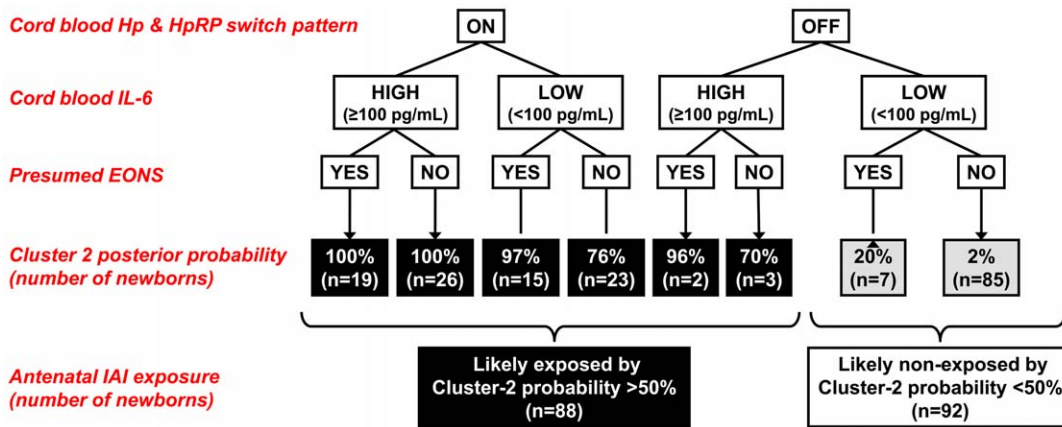 Cord blood Hp & HpRP switch pattern
ON
OFF
Cord blood IL-6
HIGH
(≥100 pg/mL)
LOW
(<100 pg/mL)
HIGH
(≥100 pg/mL)
LOW
(<100 pg/mL)
Presumed EONS
YES
NO
YES
NO
YES
NO
YES
NO
Cluster 2 posterior probability
(number of newborns)
100%
(n=19)
100%
(n=26)
97%
(n=15)
76%
(n=23)
96%
(n=2)
70%
(n=3)
20%
(n=7)
2%
(n=85)
Antenatal IAI exposure
(number of newborns)
Likely exposed by
Cluster-2 probability >50%
(n=88)
Likely non-exposed by
Cluster-2 probability <50%
(n=92)